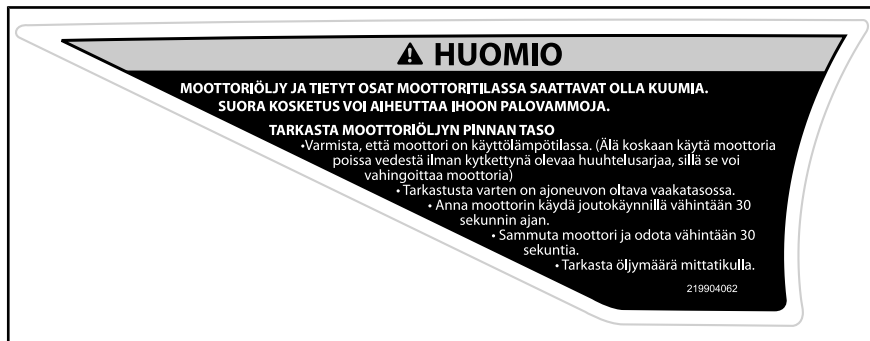 HUOMIO
MOOTTORIÖLJY JA TIETYT OSAT MOOTTORITILASSA SAATTAVAT OLLA KUUMIA.
SUORA KOSKETUS VOI AIHEUTTAA IHOON PALOVAMMOJA.
TARKASTA MOOTTORIÖLJYN PINNAN TASO
•Varmista, että moottori on käyttölämpötilassa. (Älä koskaan käytä moottoria
poissa vedestä ilman kytkettynä olevaa huuhtelusarjaa, sillä se voi
vahingoittaa moottoria)
• Tarkastusta varten on ajoneuvon oltava vaakatasossa.
• Anna moottorin käydä joutokäynnillä vähintään 30
sekunnin ajan.
• Sammuta moottori ja odota vähintään 30
sekuntia.
• Tarkasta öljymäärä mittatikulla.
219904062